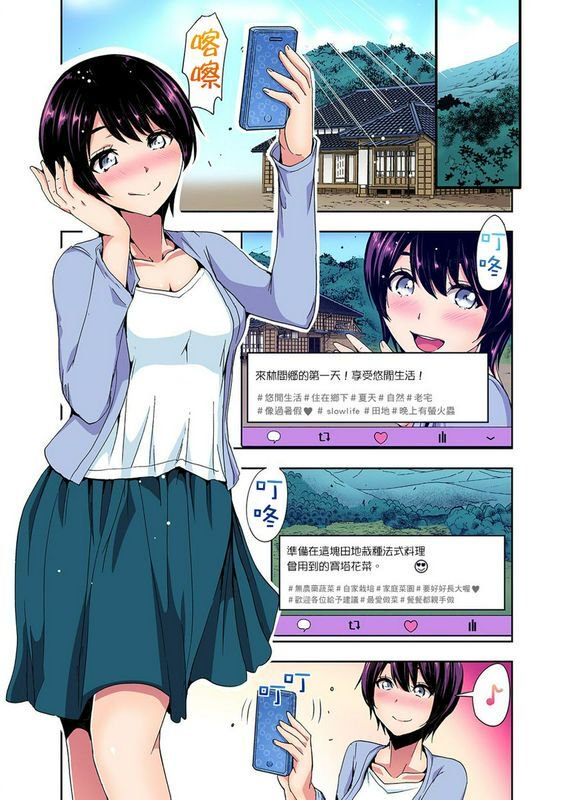 喀嚓
叮咚
來林間鄉的第一天！享受悠閒生活！
＃悠閒生活＃住在鄉下＃夏天＃自然＃老宅
＃像過暑假♥＃slowlife＃田地＃晚上有螢火蟲
叮咚
準備在這塊田地栽種法式料理
曾用到的寶塔花菜。😎
＃無農藥蔬菜＃自家栽培＃家庭菜園＃要好好長大喔♥
＃歡迎各位給予建議＃最愛做菜＃餐餐都親手做
叮叮
♪